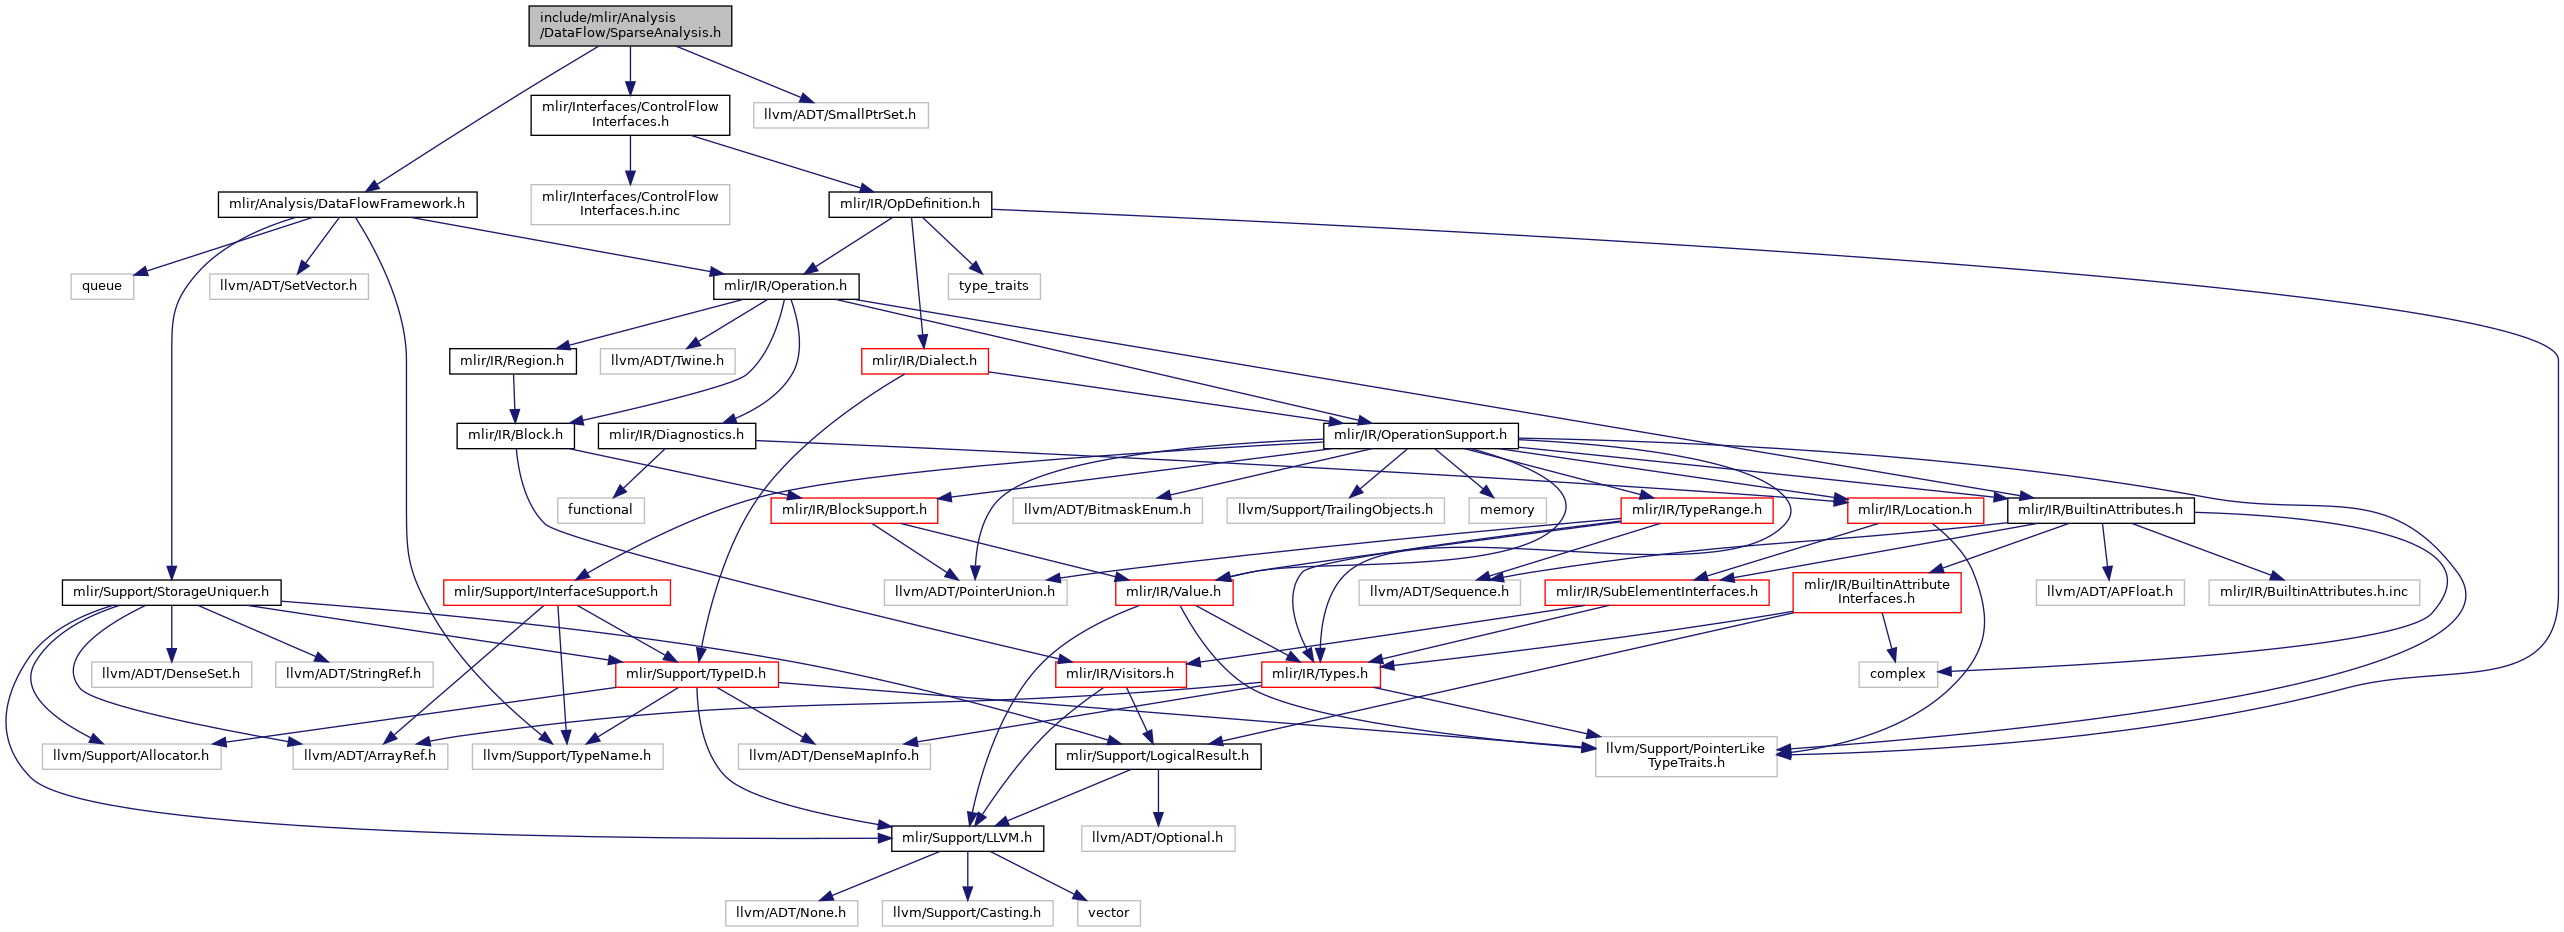 include/mlir/Analysis
/DataFlow/SparseAnalysis.h
mlir/Interfaces/ControlFlow
Interfaces.h
llvm/ADT/SmallPtrSet.h
mlir/Analysis/DataFlowFramework.h
mlir/Interfaces/ControlFlow
Interfaces.h.inc
mlir/IR/OpDefinition.h
queue
llvm/ADT/SetVector.h
mlir/IR/Operation.h
type_traits
mlir/IR/Region.h
llvm/ADT/Twine.h
mlir/IR/Dialect.h
mlir/IR/Block.h
mlir/IR/Diagnostics.h
mlir/IR/OperationSupport.h
functional
mlir/IR/BlockSupport.h
llvm/ADT/BitmaskEnum.h
llvm/Support/TrailingObjects.h
memory
mlir/IR/TypeRange.h
mlir/IR/Location.h
mlir/IR/BuiltinAttributes.h
mlir/Support/StorageUniquer.h
mlir/Support/InterfaceSupport.h
llvm/ADT/PointerUnion.h
mlir/IR/Value.h
llvm/ADT/Sequence.h
mlir/IR/SubElementInterfaces.h
mlir/IR/BuiltinAttribute
Interfaces.h
llvm/ADT/APFloat.h
mlir/IR/BuiltinAttributes.h.inc
llvm/ADT/DenseSet.h
llvm/ADT/StringRef.h
mlir/Support/TypeID.h
mlir/IR/Visitors.h
mlir/IR/Types.h
complex
llvm/Support/Allocator.h
llvm/ADT/ArrayRef.h
llvm/Support/TypeName.h
llvm/ADT/DenseMapInfo.h
mlir/Support/LogicalResult.h
llvm/Support/PointerLike
TypeTraits.h
mlir/Support/LLVM.h
llvm/ADT/Optional.h
llvm/ADT/None.h
llvm/Support/Casting.h
vector